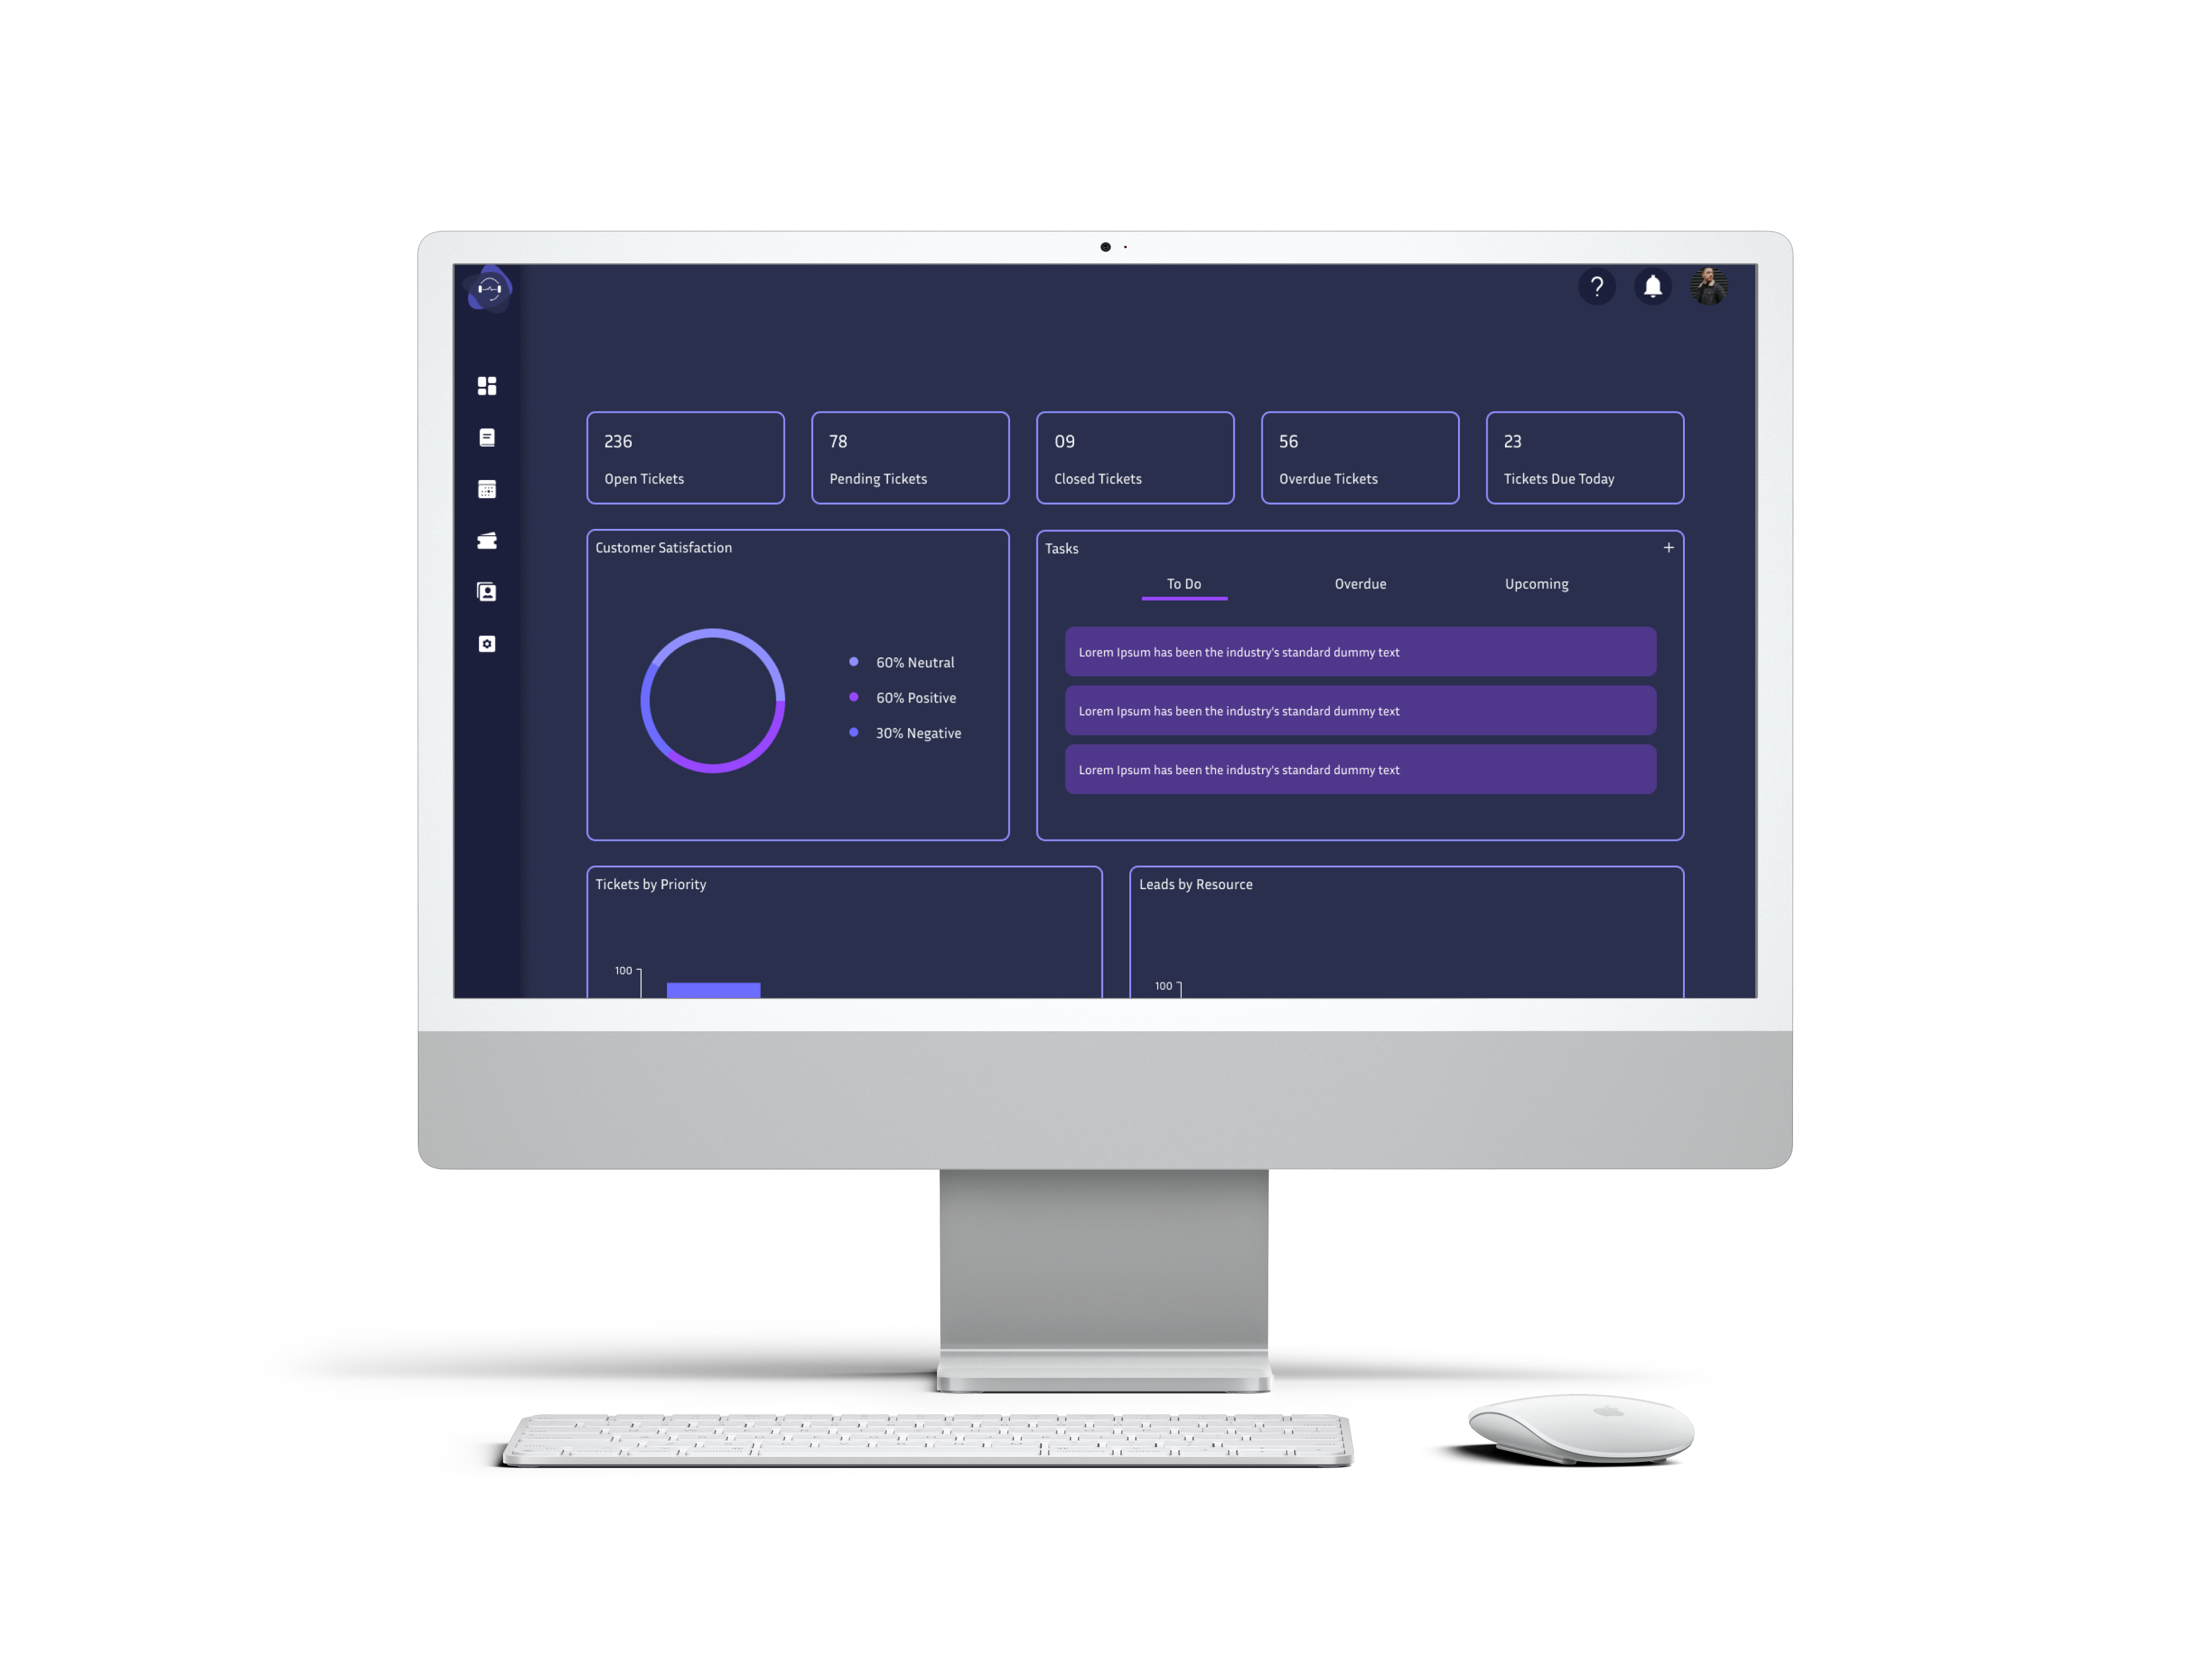 ?
236
Open Tickets
78
Pending Tickets
09
Closed Tickets
56
Overdue Tickets
23
Tickets Due Today
Customer Satisfaction
60% Neutral
60% Positive
30% Negative
Tasks
+
To Do
Overdue
Upcoming
Lorem Ipsum has been the industry's standard dummy text
Lorem Ipsum has been the industry's standard dummy text
Lorem Ipsum has been the industry's standard dummy text
Tickets by Priority
100
Leads by Resource
100